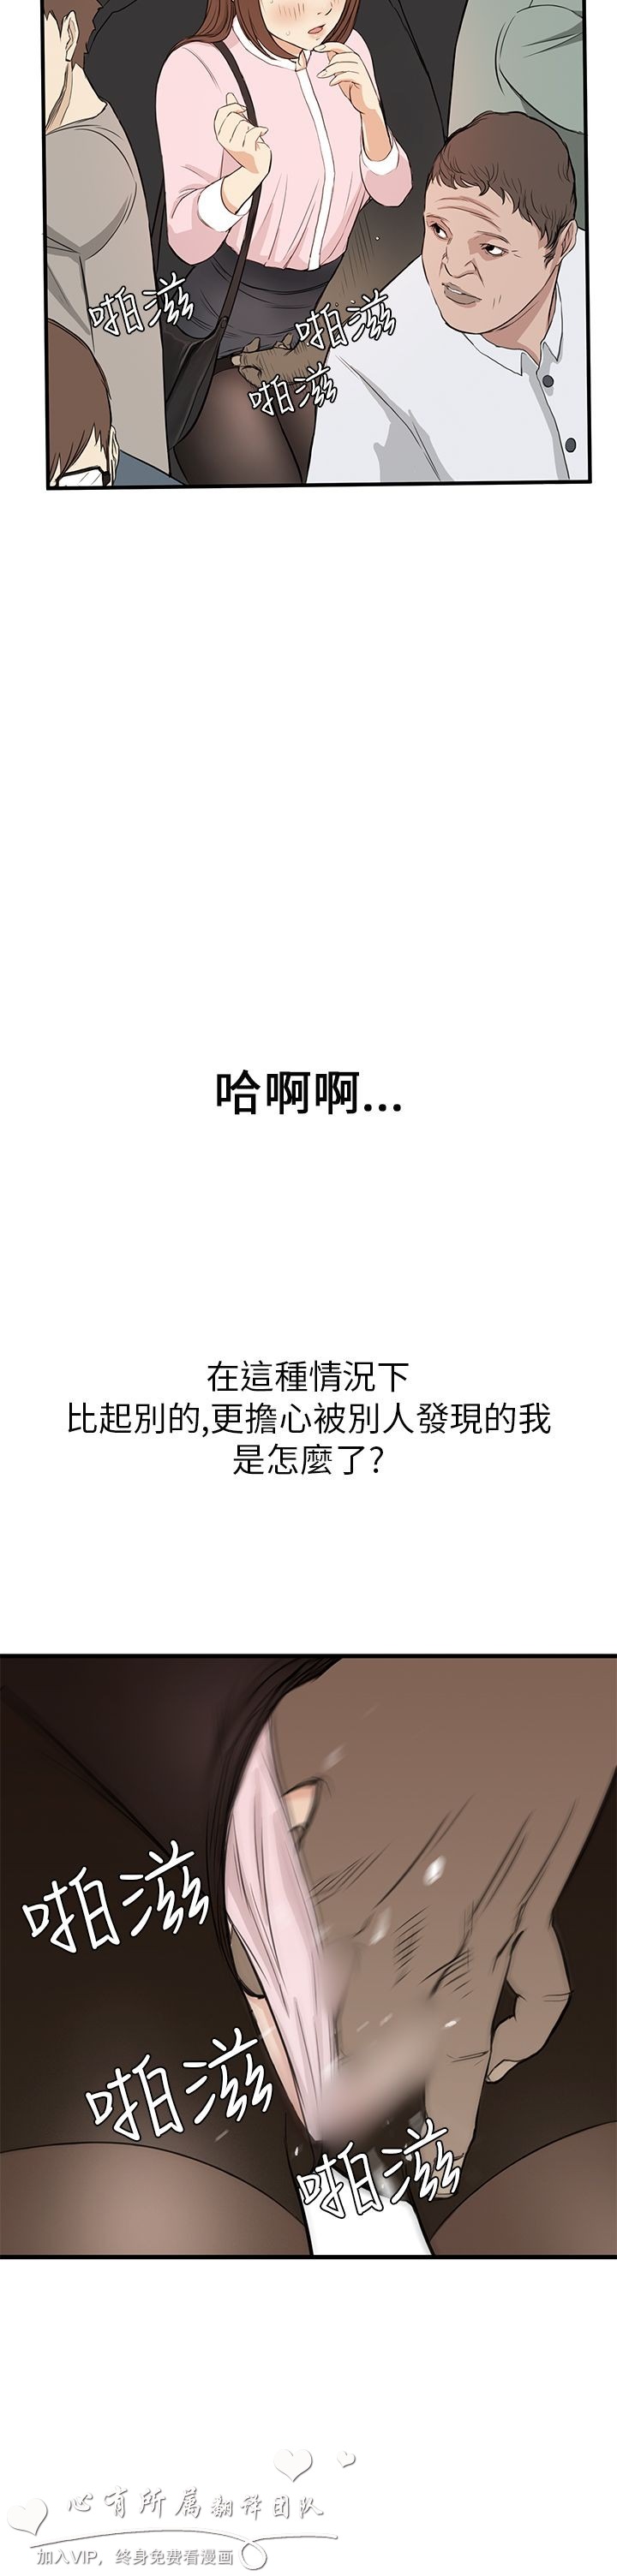 啪滋
啪滋
啪滋
哈啊啊...
在這種情況下
比起別的,更擔心被別人發現的我
是怎麼了?
啪滋
啪滋
啪滋
心有所属翻译团队
加入VIP，终身免费看漫画